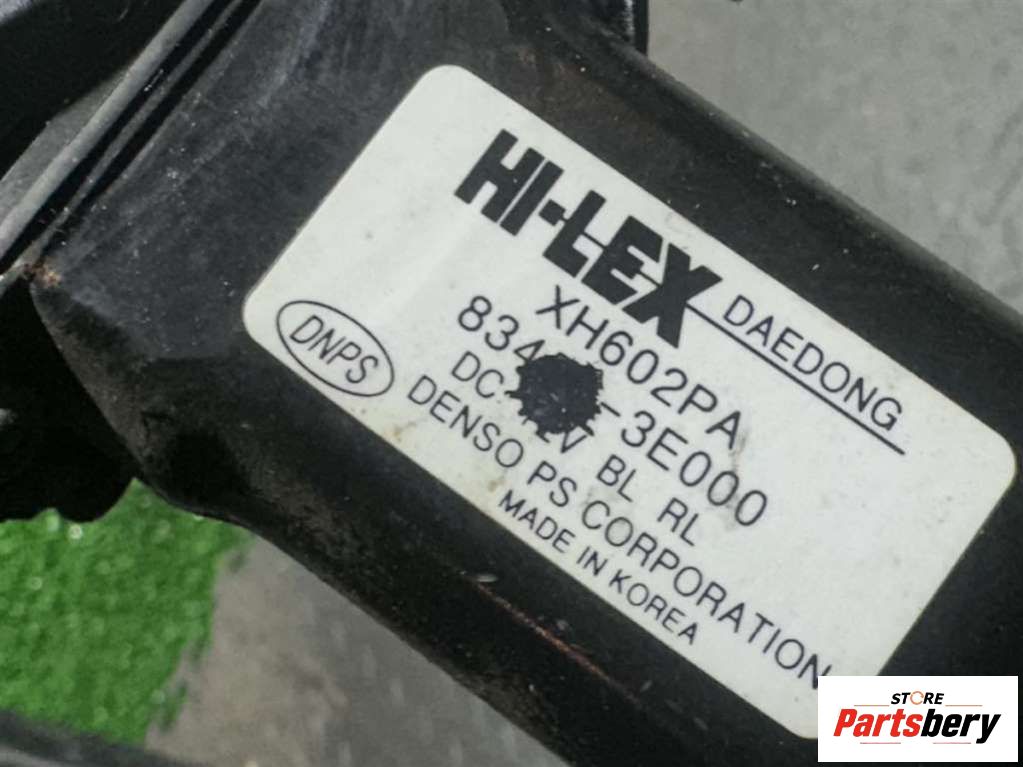 HI-LEX DAEDONG
XH602PA
-3E000
DNPS
BL RL
DENSO PS CORPORATION
MADE IN KOREA
STORE
Partsbery